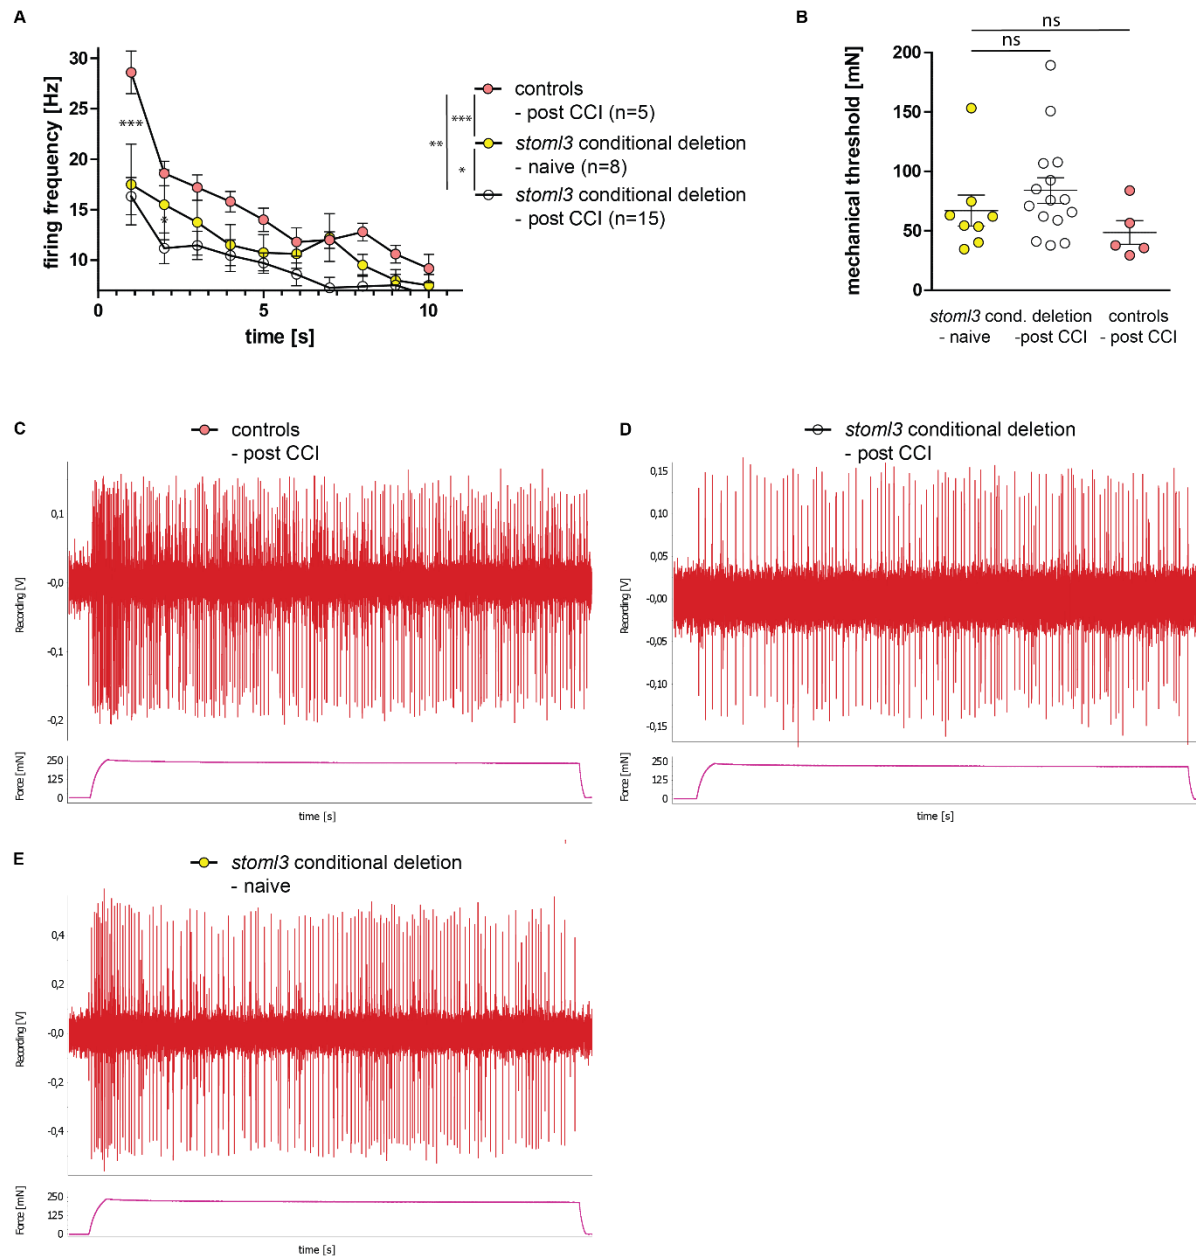 A
firing frequency [Hz]
30
25
20
15
10
0
5
10
time [s]
***
*
**
***
*
controls
- post CCI (n=5)
stoml3 conditional deletion
- naive (n=8)
stoml3 conditional deletion
- post CCI (n=15)
B
ns
ns
mechanical threshold [mN]
200
150
100
50
0
stoml3 cond. deletion
- naive
-post CCI
controls
- post CCI
C
controls
- post CCI
Recording [V]
0,1
-0,0
-0,1
-0,2
Force [mN]
250
125
0
time [s]
D
stoml3 conditional deletion
- post CCI
Recording [V]
0,15
0,10
0,05
-0,00
-0,05
-0,10
-0,15
Force [mN]
250
125
0
time [s]
E
stoml3 conditional deletion
- naive
Recording [V]
0,4
0,2
-0,0
-0,2
-0,4
Force [mN]
250
125
0
time [s]